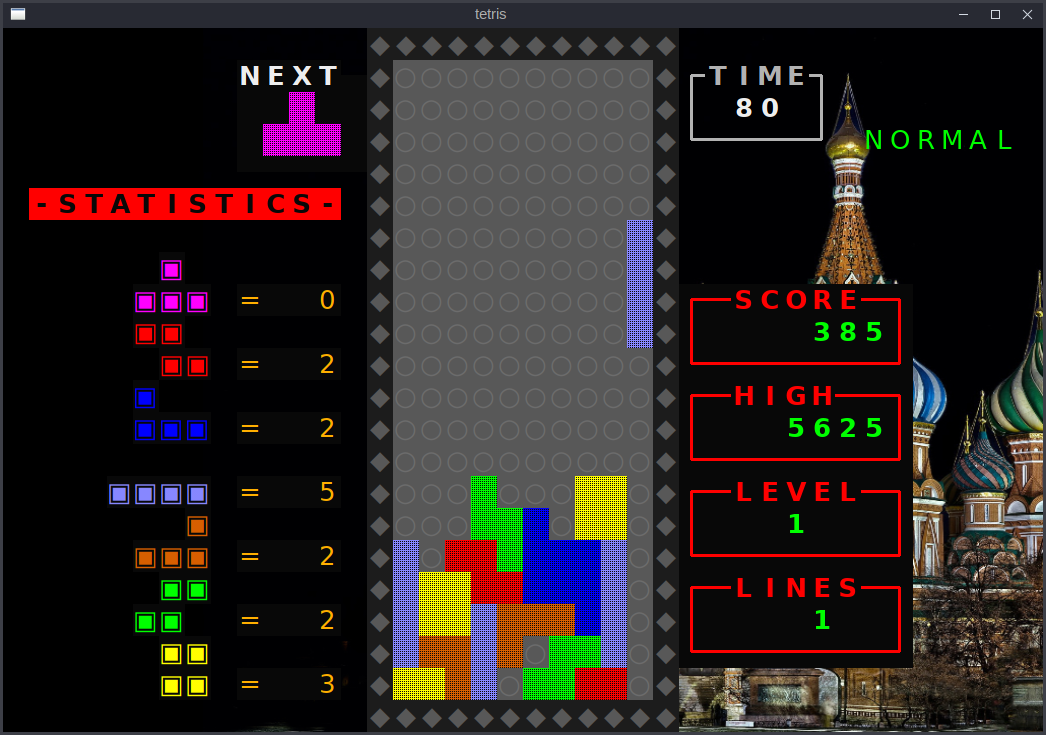 tetris
NEXT
TIME
80
NORMAL
-STATISTICS-
= 0
= 2
= 2
= 5
= 2
= 2
= 3
SCORE
385
HIGH
5625
LEVEL
1
LINES
1